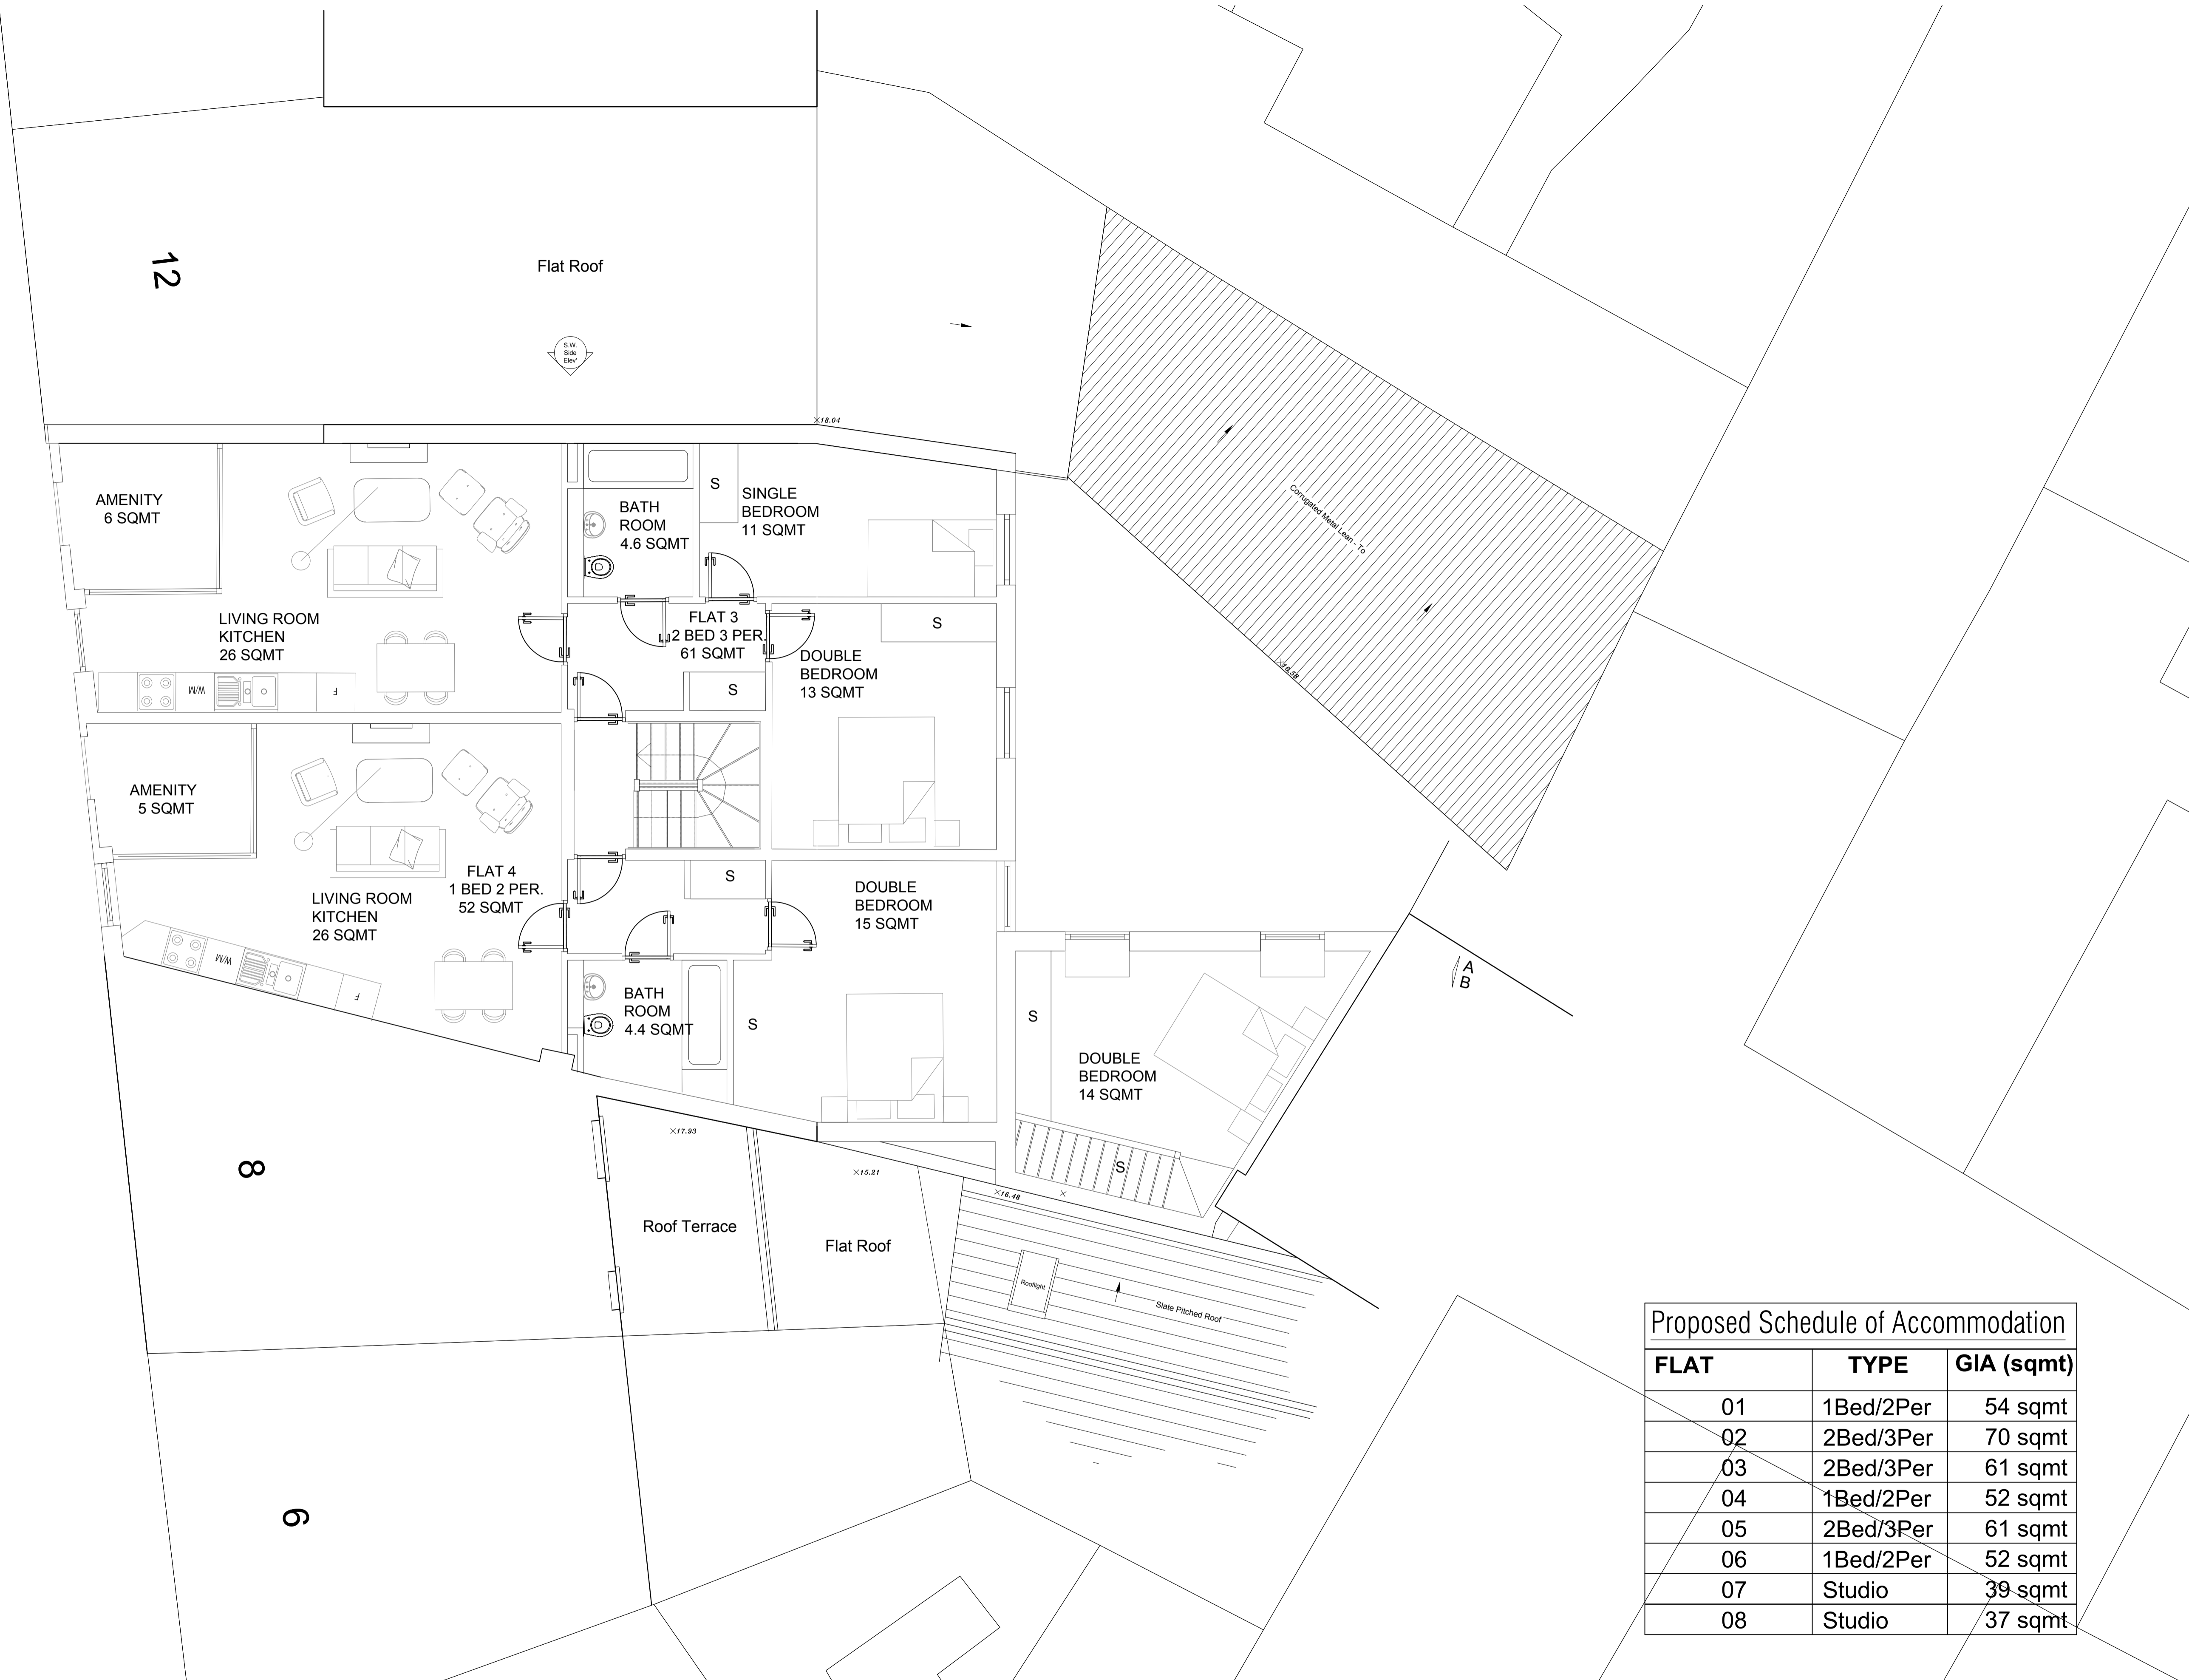 12
Flat Roof
S.W.
Side
Elev'
18.04
AMENITY
6 SQMT
BATH
ROOM
4.6 SQMT
S
SINGLE
BEDROOM
11 SQMT
Corrugated Metal Lean - To
LIVING ROOM
KITCHEN
26 SQMT
FLAT 3
2 BED 3 PER.
61 SQMT
S
DOUBLE
BEDROOM
13 SQMT
16.58
W/M
F
S
AMENITY
5 SQMT
FLAT 4
1 BED 2 PER.
52 SQMT
LIVING ROOM
KITCHEN
26 SQMT
S
DOUBLE
BEDROOM
15 SQMT
W/M
F
A
B
BATH
ROOM
4.4 SQMT
S
S
DOUBLE
BEDROOM
14 SQMT
17.93
8
15.21
S
16.48
Roof Terrace
Flat Roof
Rooflight
Slate Pitched Roof
6
Proposed Schedule of Accommodation
FLAT TYPE GIA (sqmt)
01 1Bed/2Per 54 sqmt
02 2Bed/3Per 70 sqmt
03 2Bed/3Per 61 sqmt
04 1Bed/2Per 52 sqmt
05 2Bed/3Per 61 sqmt
06 1Bed/2Per 52 sqmt
07 Studio 39 sqmt
08 Studio 37 sqmt